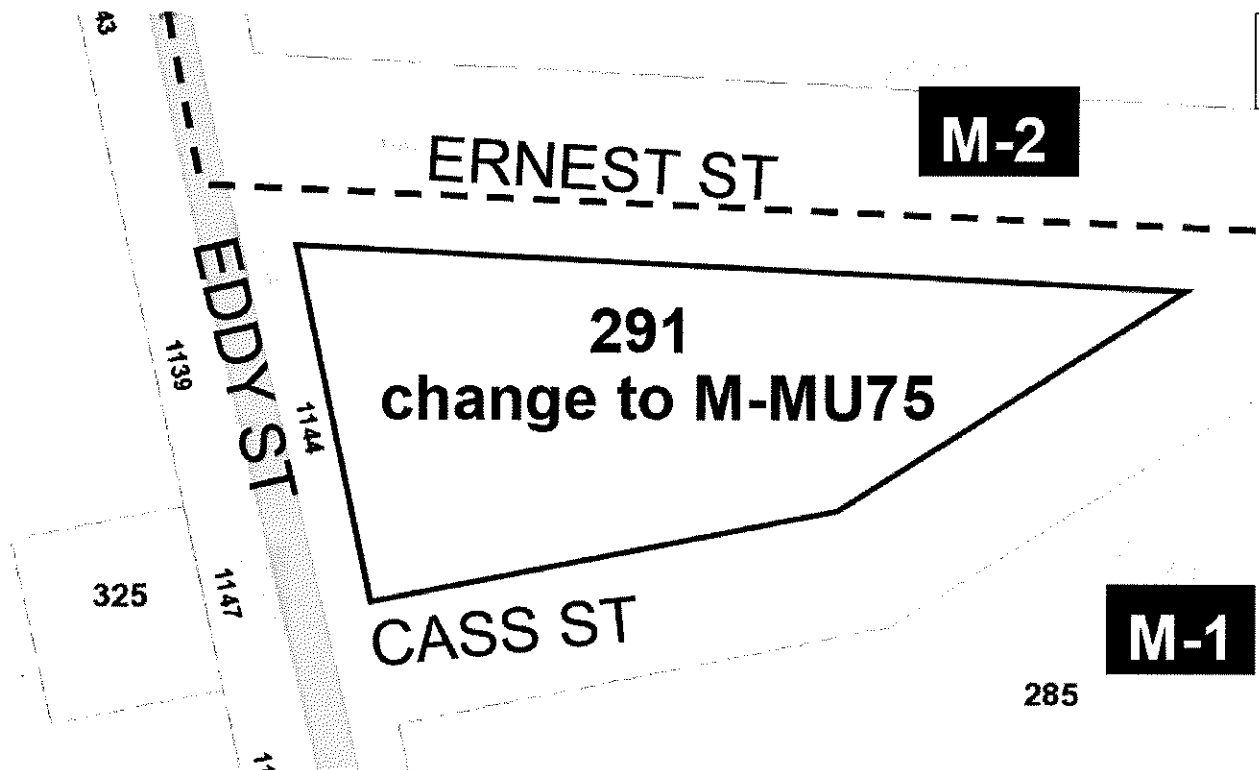 43
M-2
ERNEST ST
EDDY ST
291
change to M-MU75
1139
1144
325
1147
CASS ST
M-1
285